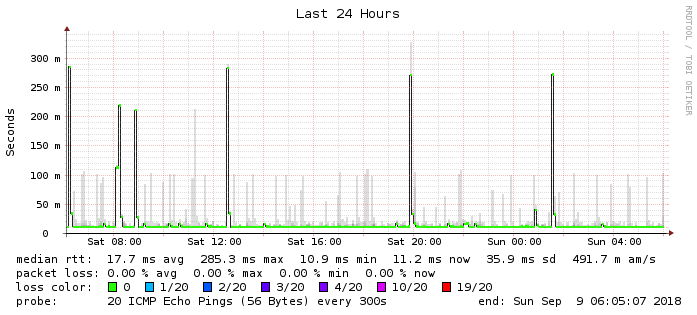 Last 24 Hours
RRDTOOL / TOBI OETIKER
Seconds
300 m
250 m
200 m
150 m
100 m
50 m
0
Sat 08:00 Sat 12:00 Sat 16:00 Sat 20:00 Sun 00:00 Sun 04:00
median rtt: 17.7 ms avg 285.3 ms max 10.9 ms min 11.2 ms now 35.9 ms sd 491.7 m am/s
packet loss: 0.00 % avg 0.00 % max 0.00 % min 0.00 % now
loss color: 0 1/20 2/20 3/20 4/20 10/20 19/20
probe: 20 ICMP Echo Pings (56 Bytes) every 300s end: Sun Sep 9 06:05:07 2018